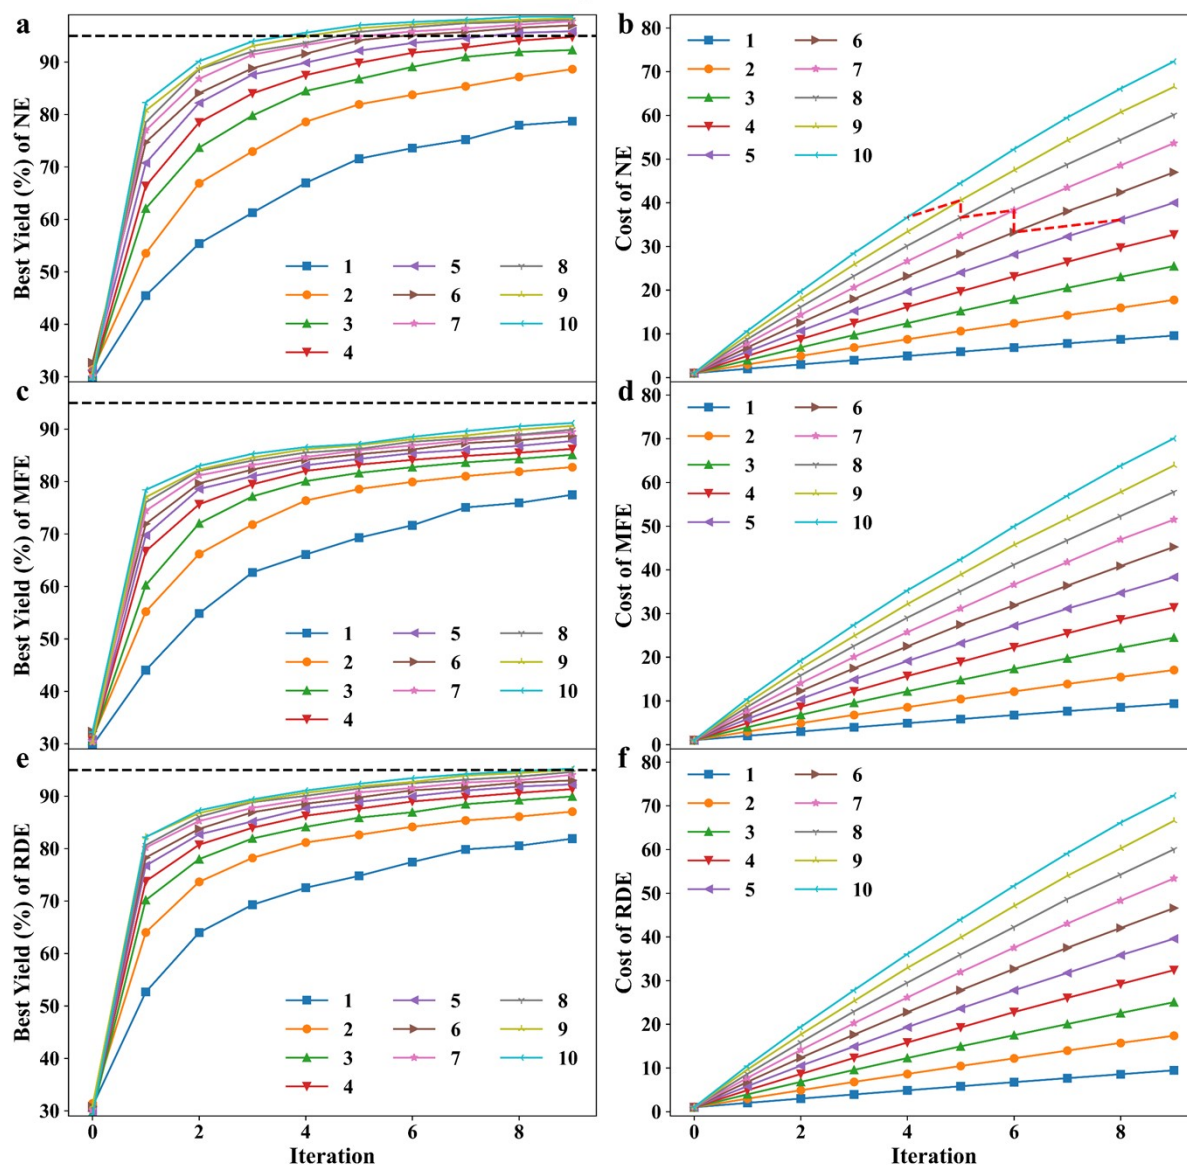 a
Best Yield (%) of NE
90
80
70
60
50
40
30
1 5 8
2 6 9
3 7 10
4
b
Cost of NE
80
70
60
50
40
30
20
10
0
1 6
2 7
3 8
4 9
5 10
c
Best Yield (%) of MFE
90
80
70
60
50
40
30
1 5 8
2 6 9
3 7 10
4
d
Cost of MFE
80
70
60
50
40
30
20
10
0
1 6
2 7
3 8
4 9
5 10
e
Best Yield (%) of RDE
90
80
70
60
50
40
30
1 5 8
2 6 9
3 7 10
4
0 2 4 6 8
Iteration
f
Cost of RDE
80
70
60
50
40
30
20
10
0
1 6
2 7
3 8
4 9
5 10
0 2 4 6 8
Iteration